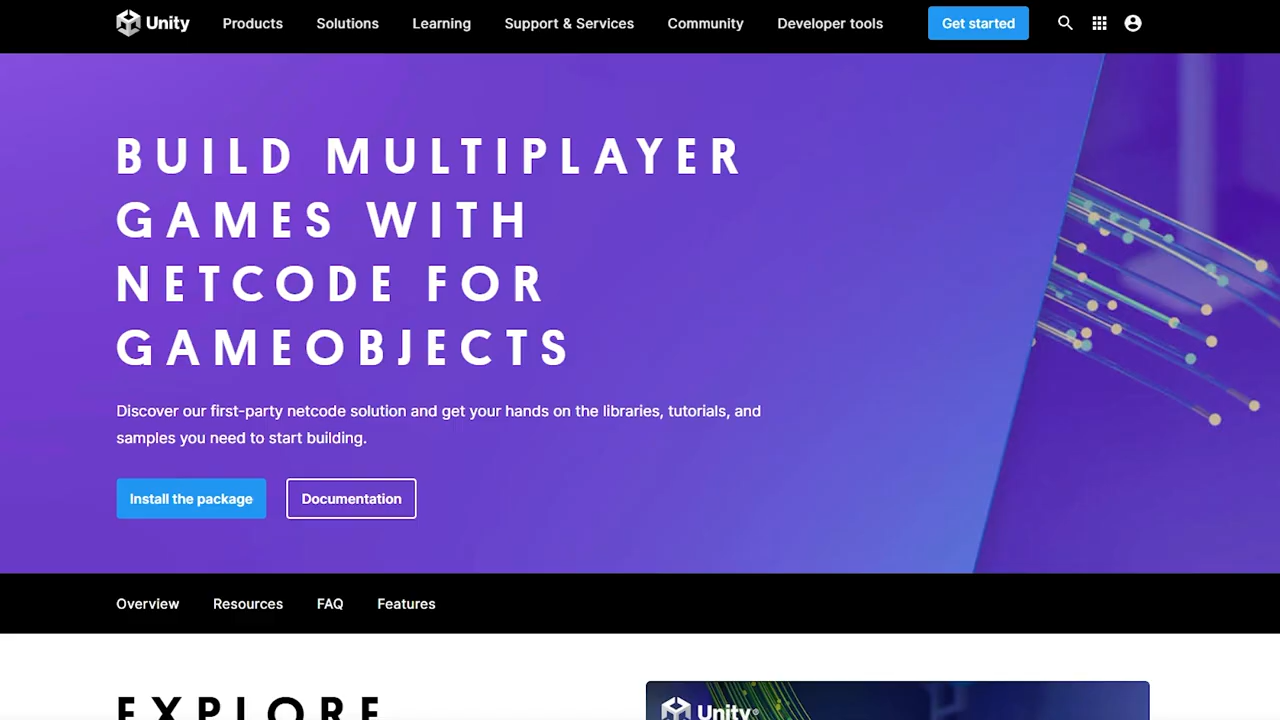 Unity Products Solutions Learning Support & Services Community Developer tools Get started
BUILD MULTIPLAYER
GAMES WITH
NETCODE FOR
GAMEOBJECTS
Discover our first-party netcode solution and get your hands on the libraries, tutorials, and
samples you need to start building.
Install the package Documentation
Overview Resources FAQ Features
EXPLORE
Unity®